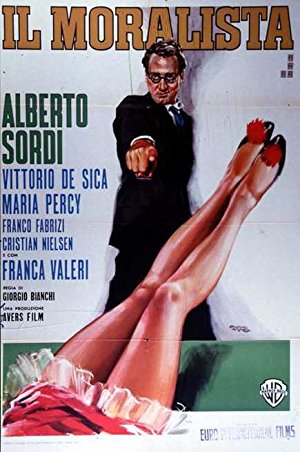 IL MORALISTA
ALBERTO
SORDI
VITTORIO DE SICA
MARIA PERCY
FRANCO FABRIZI
CRISTIAN NIELSEN
E CON
FRANCA VALERI
REGIA DI
GIORGIO BIANCHI
UNA PRODUZIONE
AVERS FILM
WB
EURO INTERNATIONAL FILMS